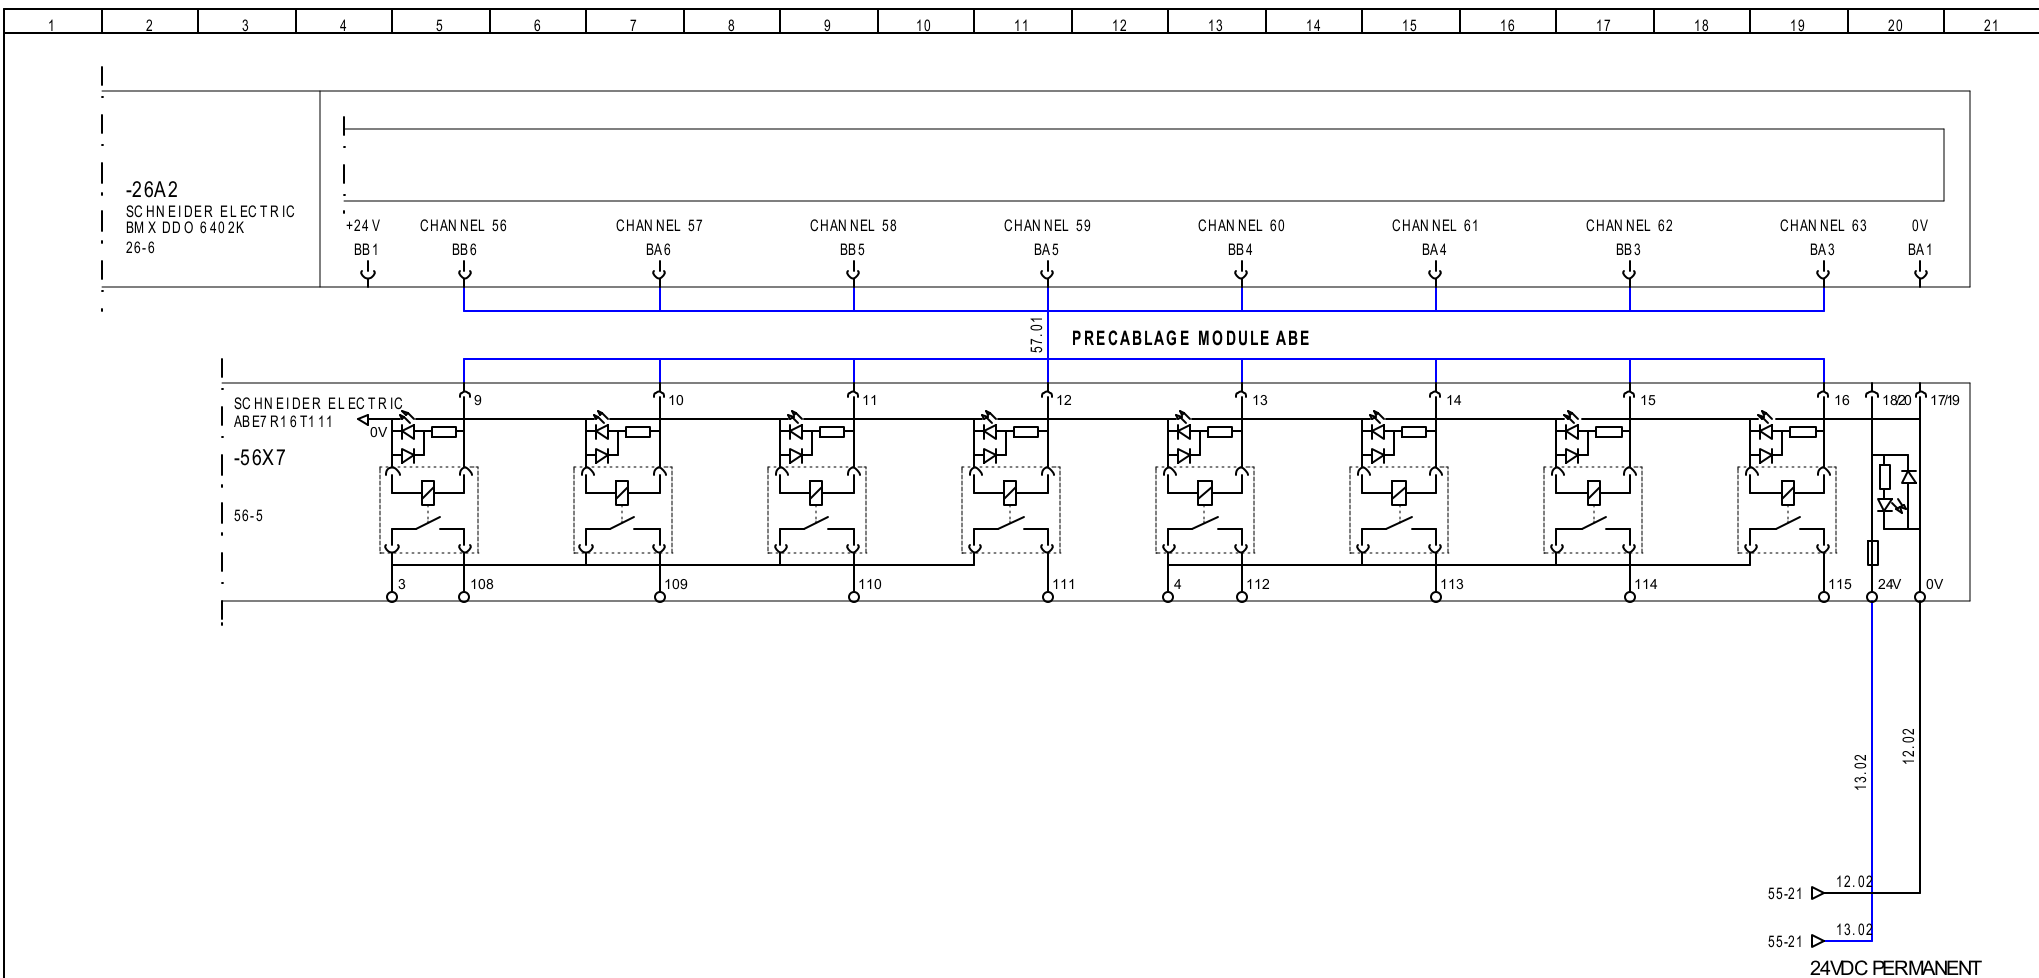 1 2 3 4 5 6 7 8 9 10 11 12 13 14 15 16 17 18 19 20 21
-26A2
SCHNEIDER ELECTRIC
BMX DDO 6402K
26-6
+24V CHANNEL 56 CHANNEL 57 CHANNEL 58 CHANNEL 59 CHANNEL 60 CHANNEL 61 CHANNEL 62 CHANNEL 63 0V
BB1 BB6 BA6 BB5 BA5 BB4 BA4 BB3 BA3 BA1
57.01
PRECABLAGE MODULE ABE
SCHNEIDER ELECTRIC
ABE7R16T111
0V
-56X7
56-5
9 10 11 12 13 14 15 16 18/20 17/19
3 108 109 110 111 4 112 113 114 115 24V 0V
13.02
12.02
55-21 12.02
55-21 13.02
24VDC PERMANENT